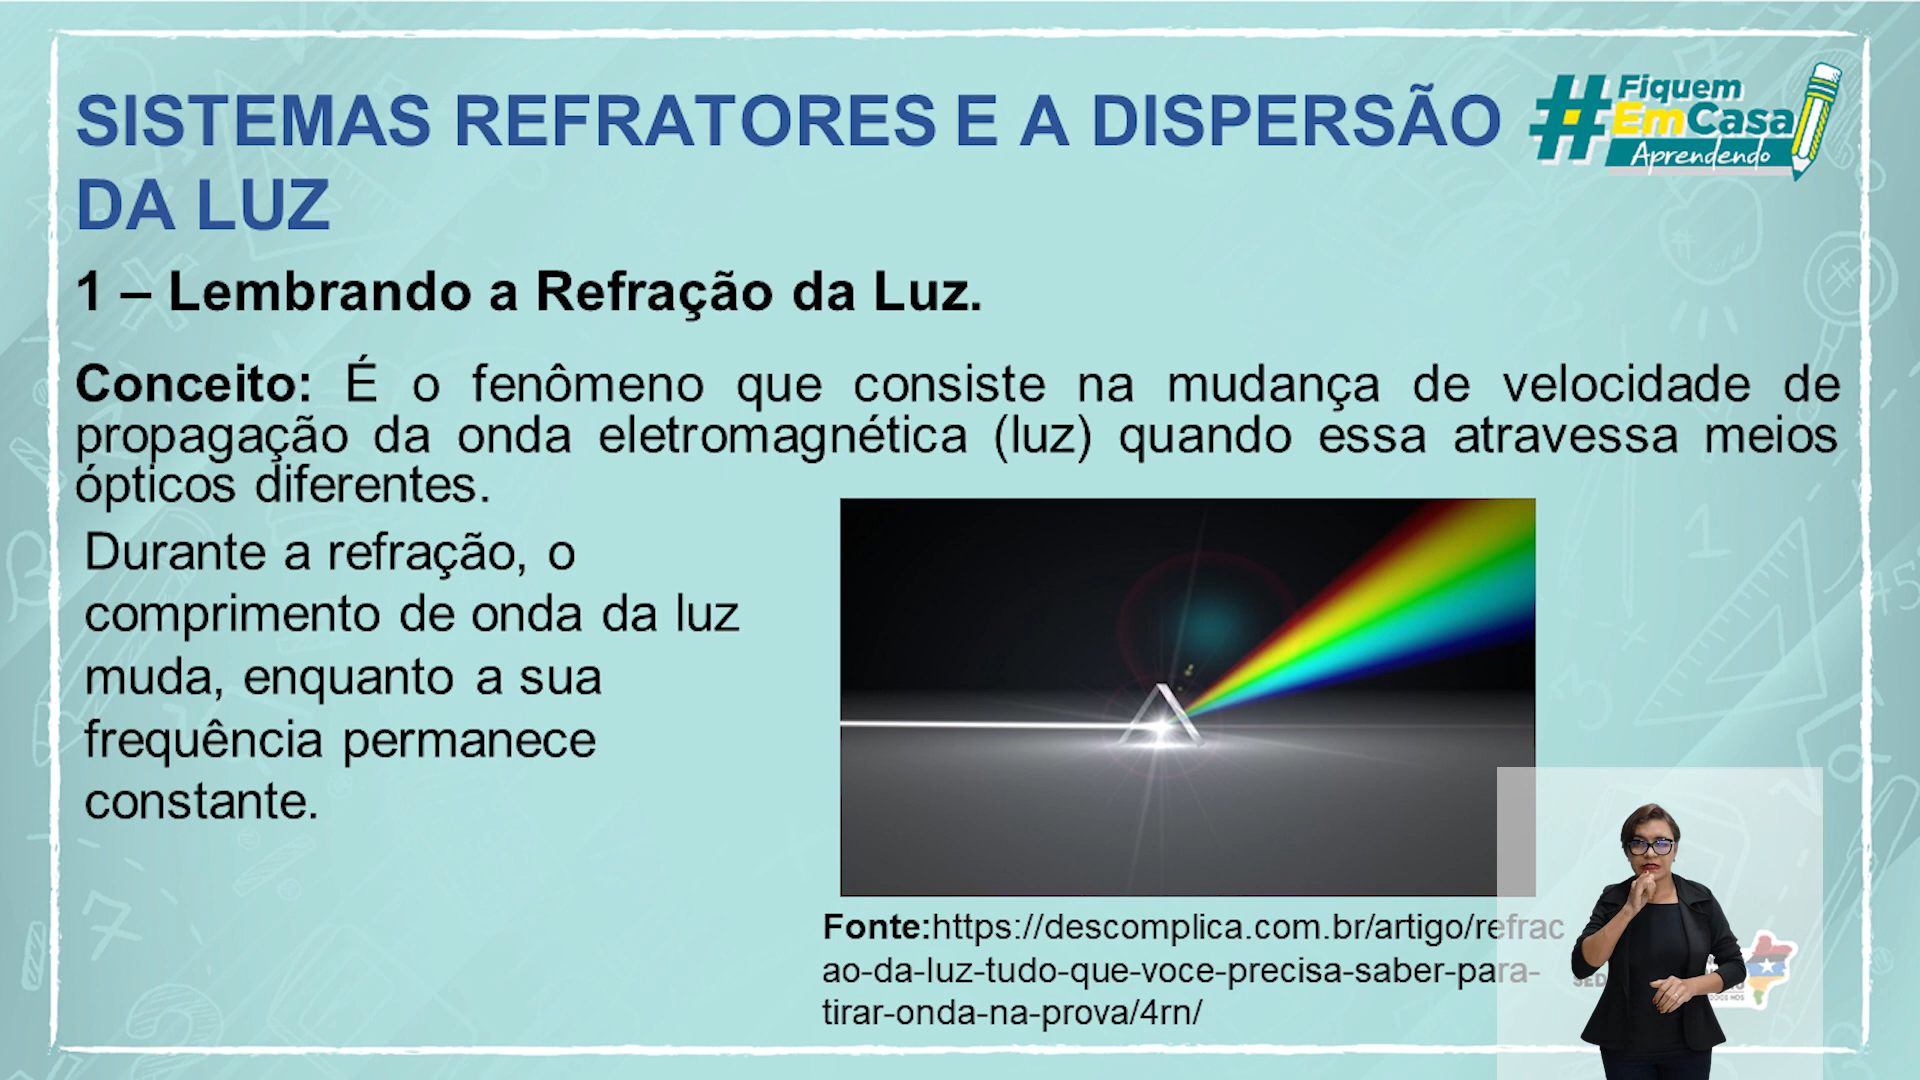 SISTEMAS REFRATORES E A DISPERSÃO
DA LUZ
#Fiquem
EmCasa
Aprendendo
1 – Lembrando a Refração da Luz.
Conceito: É o fenômeno que consiste na mudança de velocidade de
propagação da onda eletromagnética (luz) quando essa atravessa meios
ópticos diferentes.
Durante a refração, o
comprimento de onda da luz
muda, enquanto a sua
frequência permanece
constante.
Fonte:https://descomplica.com.br/artigo/refrac
ao-da-luz-tudo-que-voce-precisa-saber-para-
tirar-onda-na-prova/4rn/